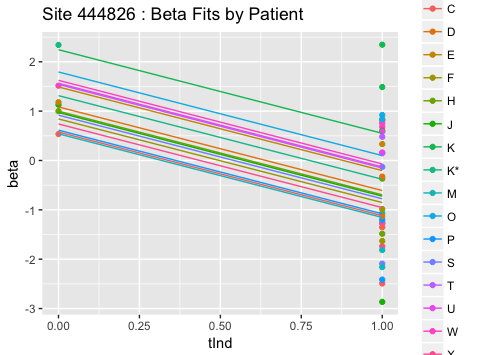 Site 444826 : Beta Fits by Patient
beta
2
1
0
-1
-2
-3
0.00
0.25
0.50
0.75
1.00
tInd
C
D
E
F
H
J
K
K*
M
O
P
S
T
U
W